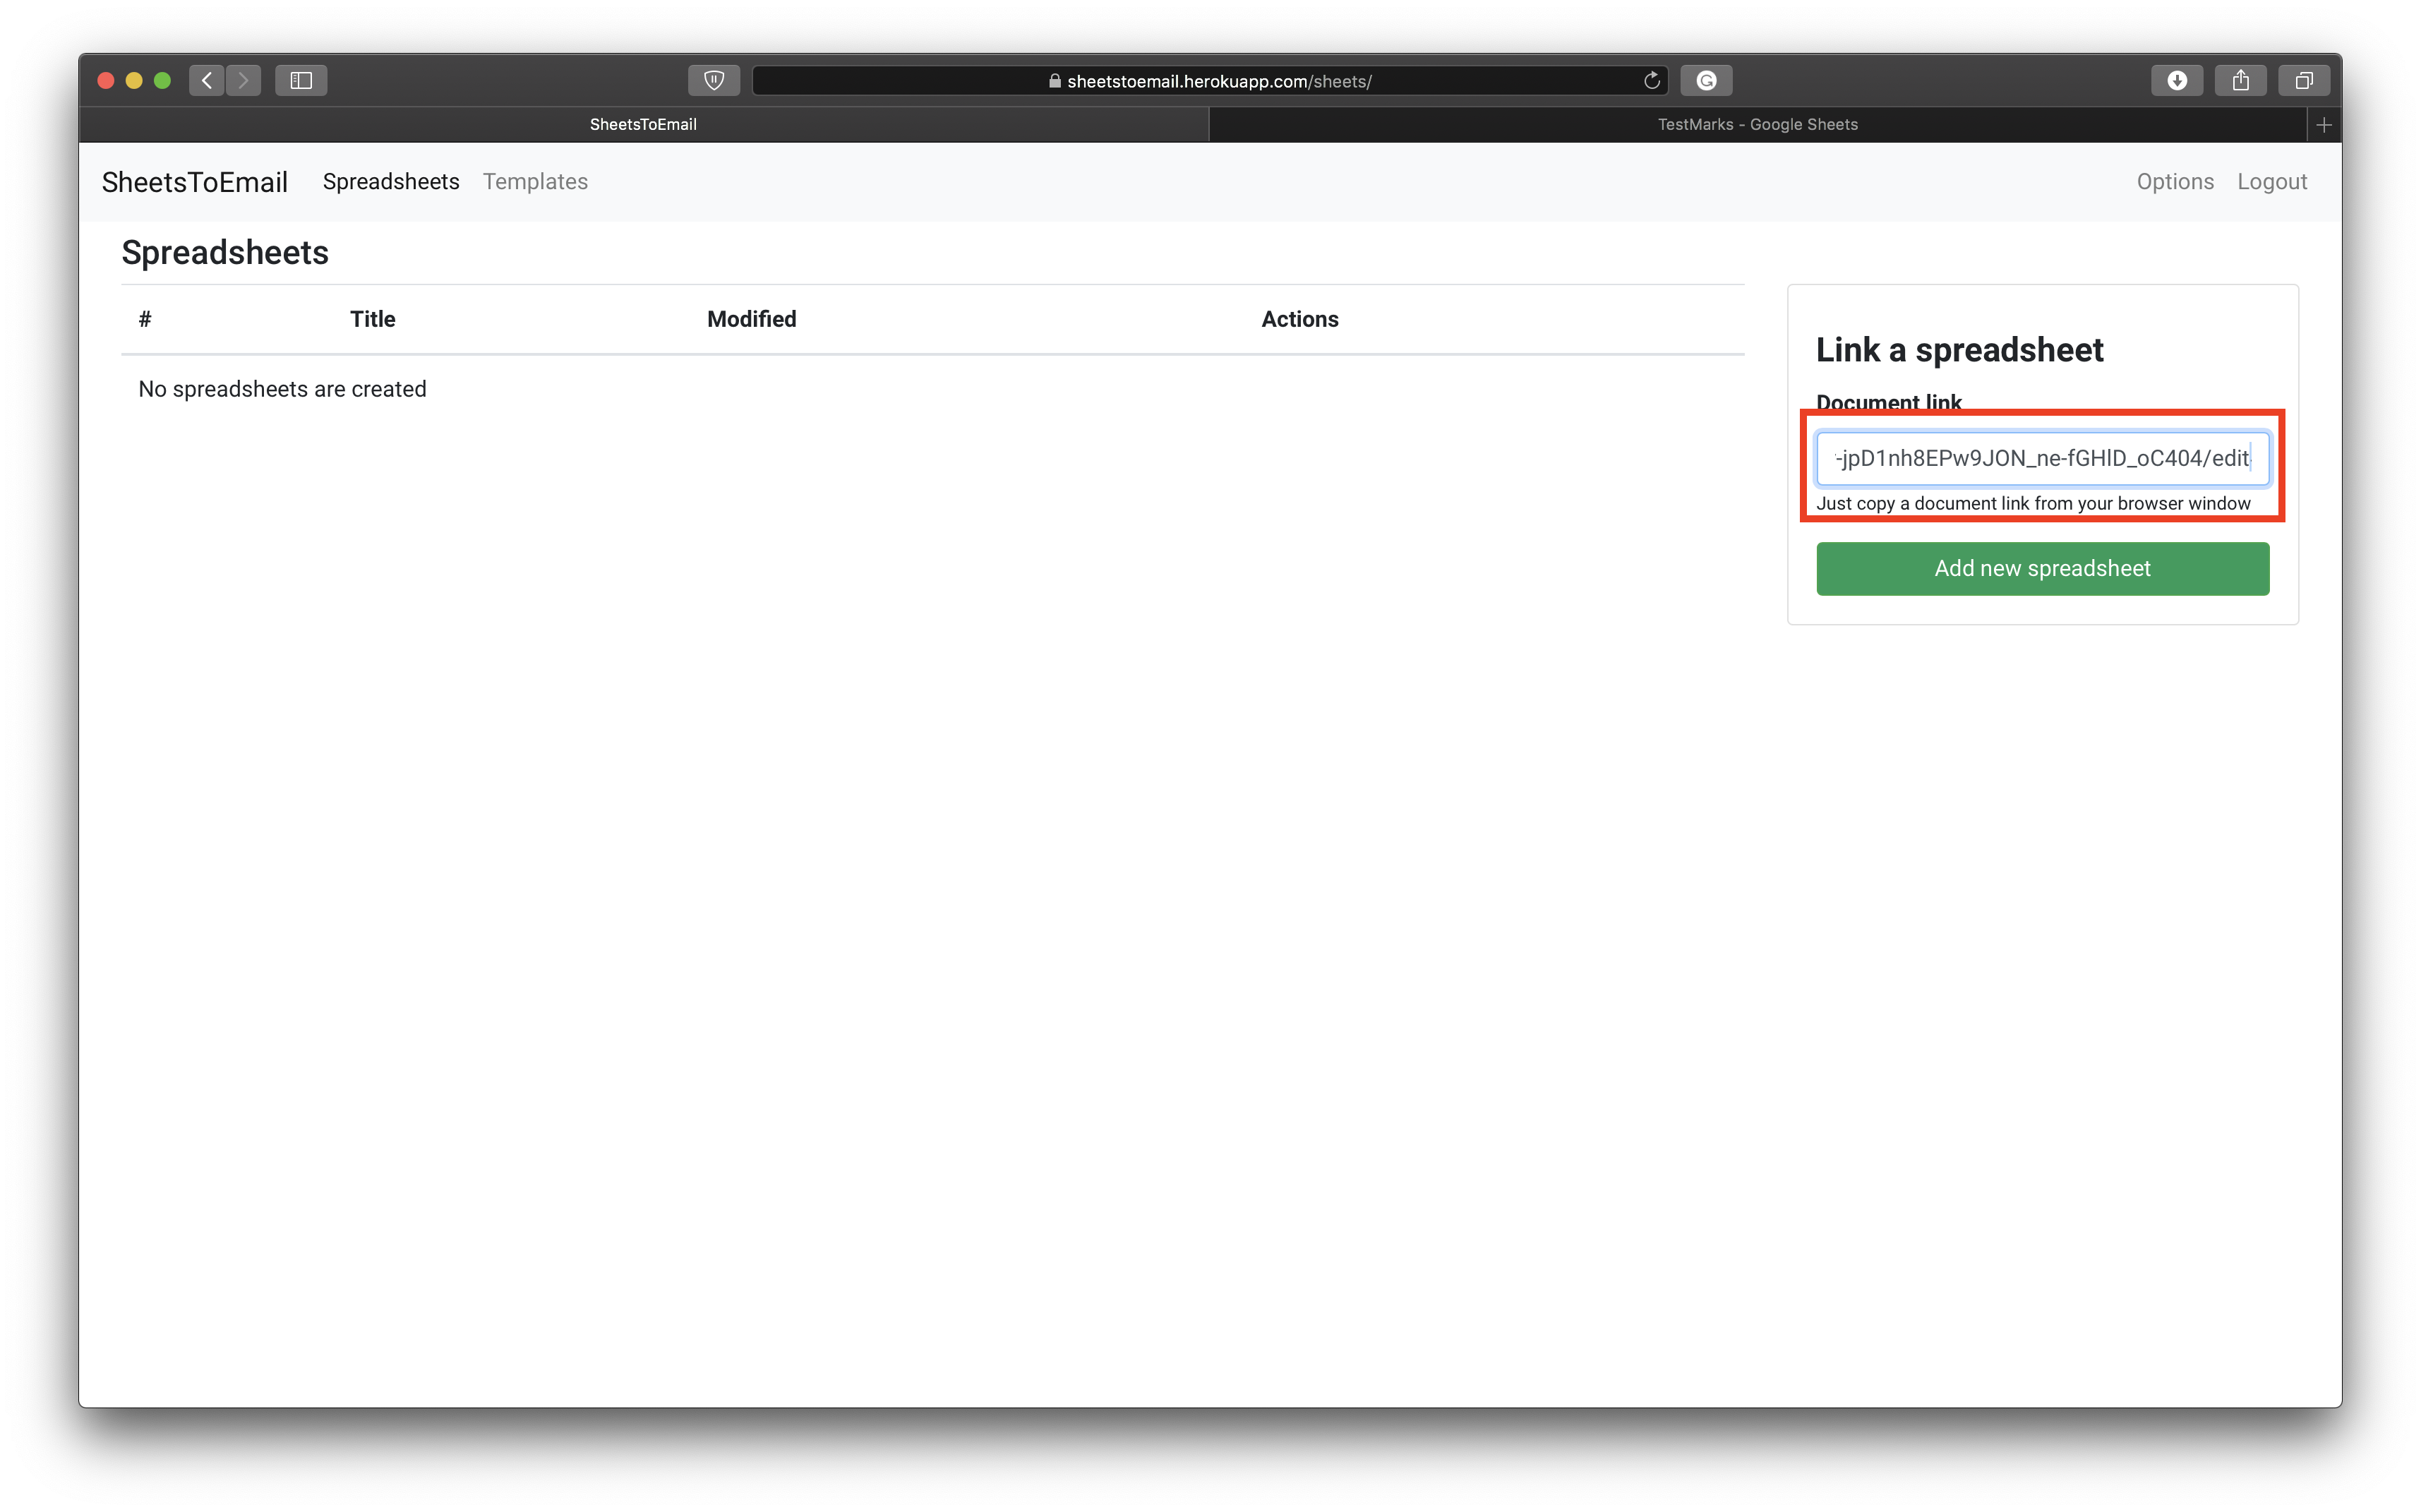 sheetstoemail.herokuapp.com/sheets/
SheetsToEmail
TestMarks - Google Sheets
SheetsToEmail Spreadsheets Templates Options Logout
Spreadsheets
# Title Modified Actions
No spreadsheets are created
Link a spreadsheet
Document link
-jpD1nh8EPw9JON_ne-fGHlD_oC404/edit
Just copy a document link from your browser window
Add new spreadsheet